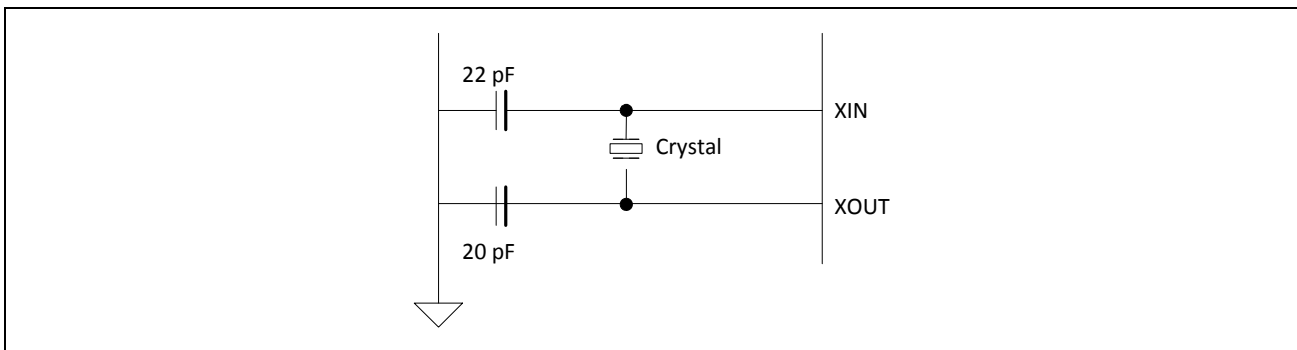 22 pF
XIN
Crystal
XOUT
20 pF